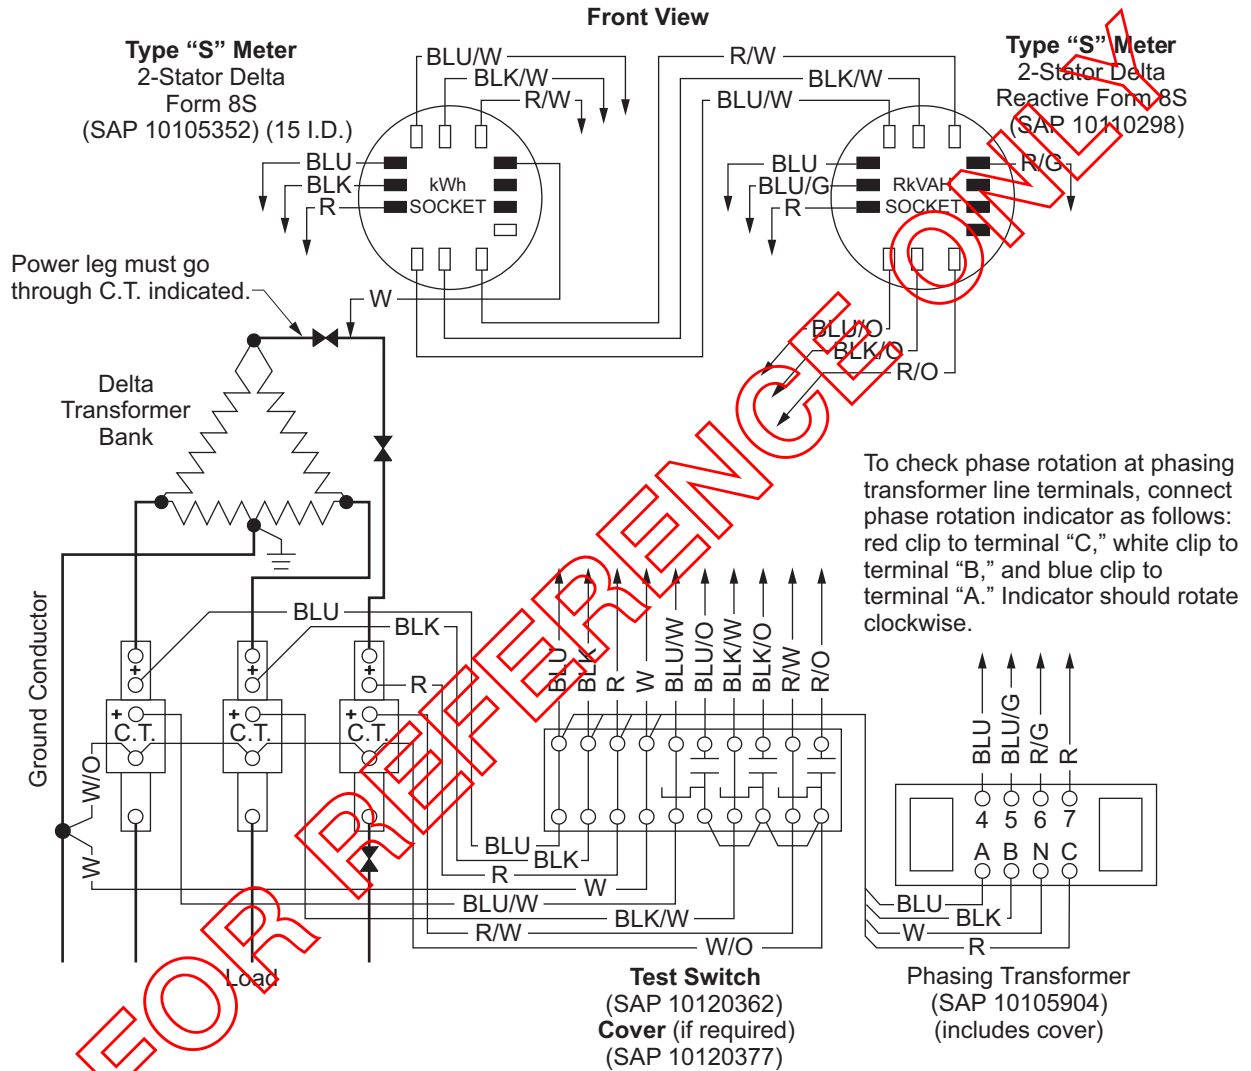 Front View
Type “S” Meter
2-Stator Delta
Form 8S
(SAP 10105352) (15 I.D.)
BLU/W
BLK/W
R/W
BLU
BLK
R
kWh
SOCKET
W
R/W
BLK/W
BLU/W
Type “S” Meter
2-Stator Delta
Reactive Form 8S
(SAP 10110298)
BLU
BLU/G
R
RkVAH
SOCKET
R/G
BLU/O
BLK/O
R/O
Power leg must go
through C.T. indicated.
Delta
Transformer
Bank
To check phase rotation at phasing
transformer line terminals, connect
phase rotation indicator as follows:
red clip to terminal “C,” white clip to
terminal “B,” and blue clip to
terminal “A.” Indicator should rotate
clockwise.
Ground Conductor
BLU
BLK
R
+
+
+
+
C.T.
+
C.T.
+
C.T.
W/O
W
Load
BLU
BLK
R
W
BLU/W
BLU/O
BLK/W
BLK/O
R/W
R/O
BLU
BLK
R
W
BLU/W
BLK/W
R/W
W/O
Test Switch
(SAP 10120362)
Cover (if required)
(SAP 10120377)
BLU
BLU/G
R/G
R
4 5 6 7
A B N C
BLU
BLK
W
R
Phasing Transformer
(SAP 10105904)
(includes cover)
FOR REFERENCE ONLY